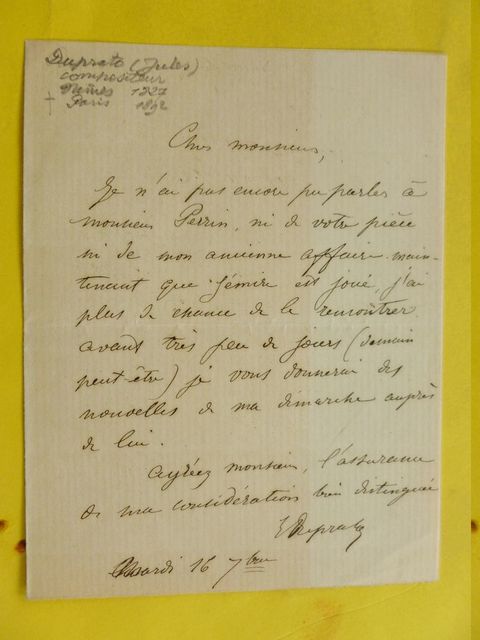 Duprato (Jules)
compositeur
Nîmes 1827
† Paris 1892
Cher monsieur,
Je n'ai pas encore pu parler à
monsieur Perrin, ni de votre pièce
ni de mon ancienne affaire. main-
tenant que Zémire est joué, j'ai
plus de chance de le rencontrer
avant très peu de jours (demain
peut-être) je vous donnerai des
nouvelles de ma démarche auprès
de lui.
Agréez monsieur, l'assurance
de ma considération bien distinguée
J Duprato
Mardi 16 7bre